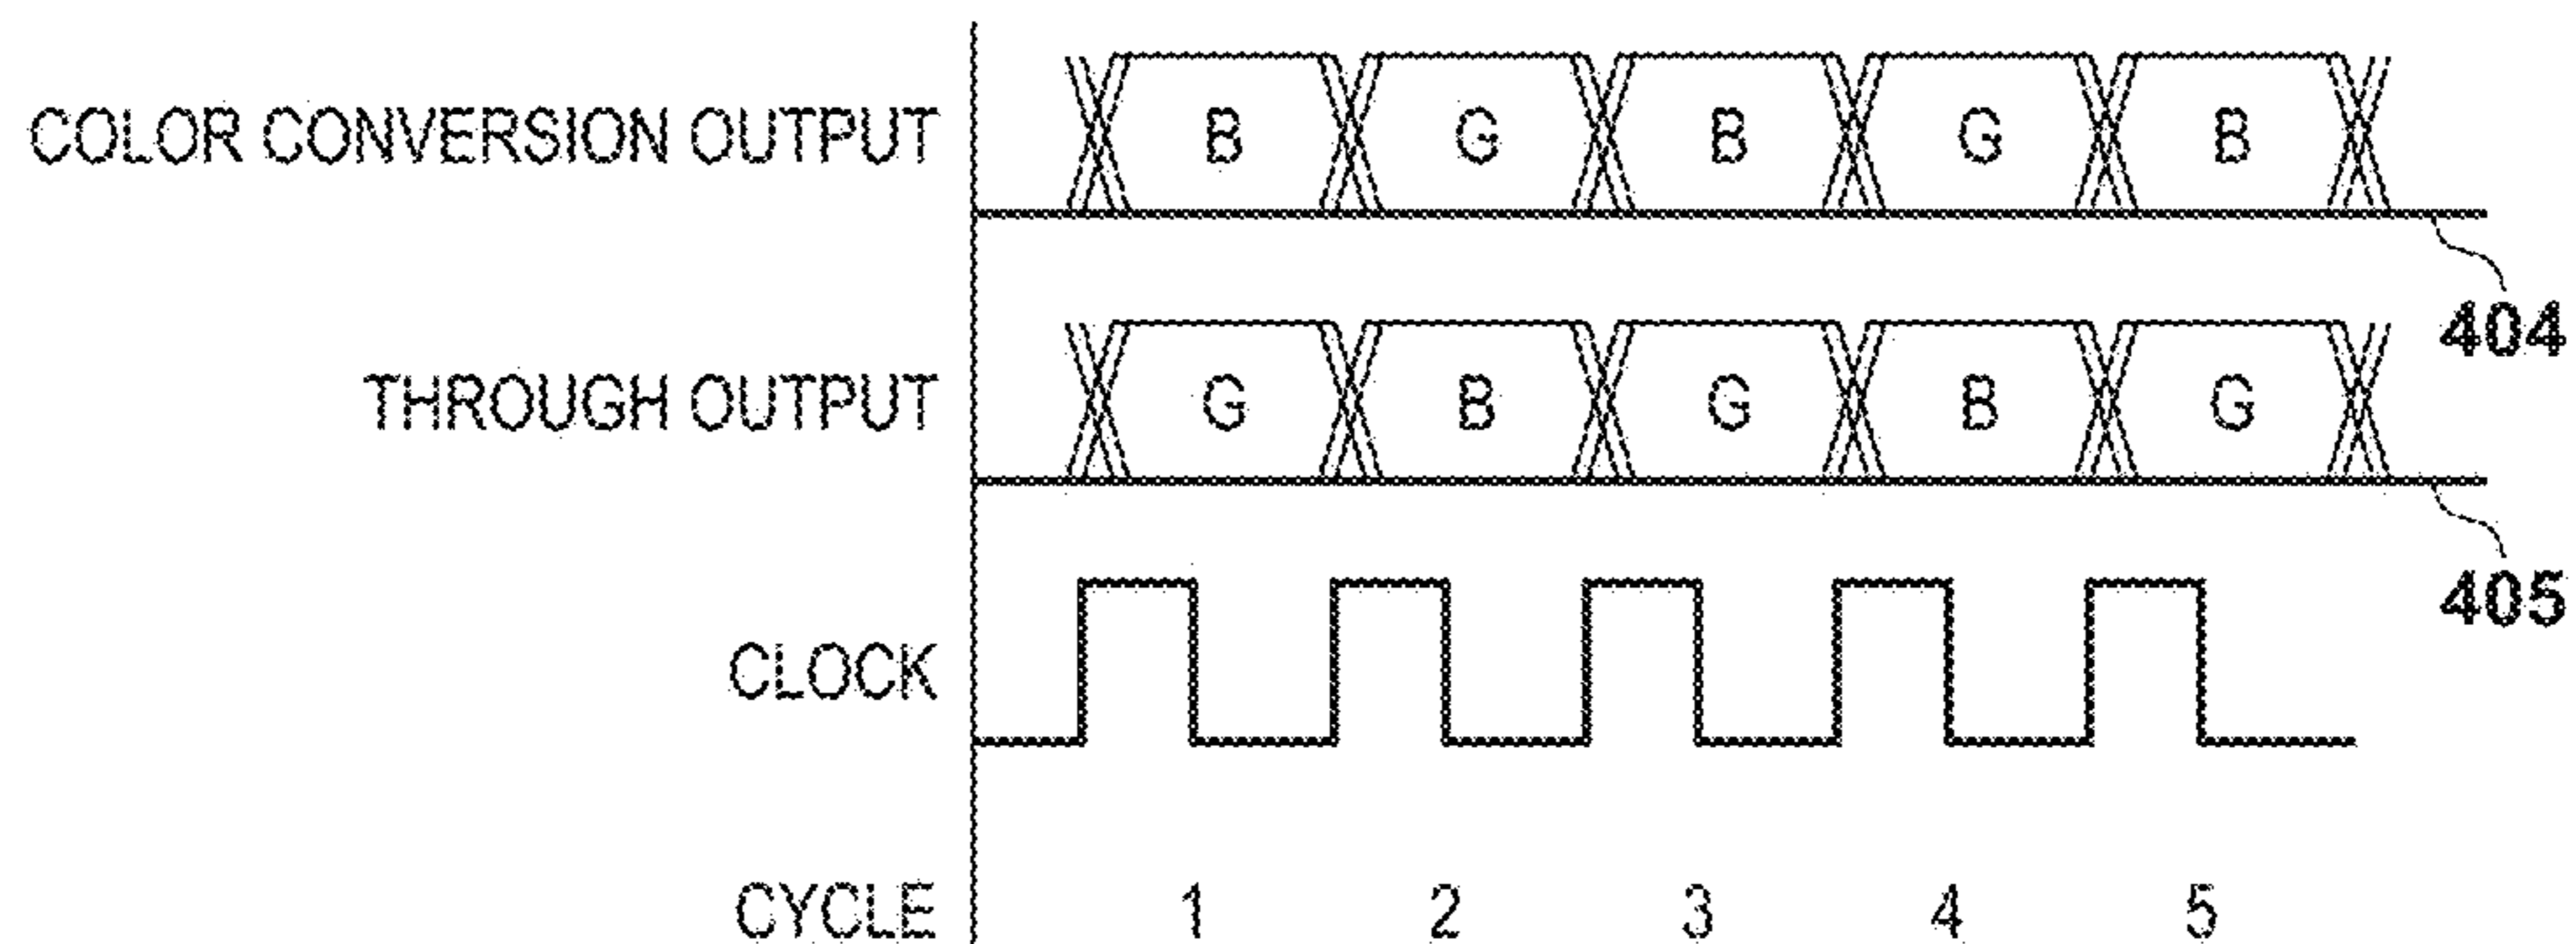 COLOR CONVERSION OUTPUT B G B G B
404
THROUGH OUTPUT G B G B G
405
CLOCK
CYCLE 1 2 3 4 5